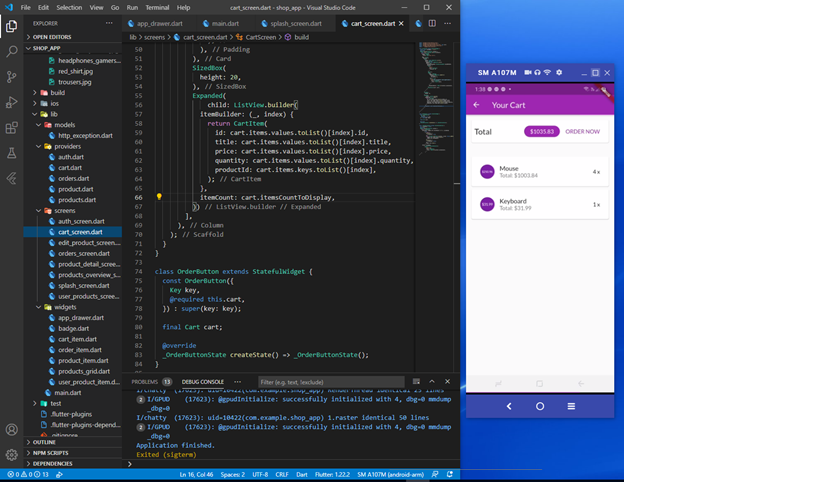 File Edit Selection View Go Run Terminal Help
cart_screen.dart - shop_app - Visual Studio Code
EXPLORER
OPEN EDITORS
SHOP_APP
headphones_gamers...
red_shirt.jpg
trousers.jpg
build
ios
lib
models
http_exception.dart
providers
auth.dart
cart.dart
orders.dart
product.dart
products.dart
screens
auth_screen.dart
cart_screen.dart
edit_product_screen...
orders_screen.dart
product_detail_scree...
products_overview_s...
splash_screen.dart
user_products_scree...
widgets
app_drawer.dart
badge.dart
cart_item.dart
order_item.dart
product_item.dart
products_grid.dart
user_product_item.d...
main.dart
test
.flutter-plugins
.flutter-plugins-depend...
.gitignore
OUTLINE
NPM SCRIPTS
DEPENDENCIES
app_drawer.dart
main.dart
splash_screen.dart
cart_screen.dart
lib > screens > cart_screen.dart > CartScreen > build
50 ), // Padding
51 ), // Card
52 SizedBox(
53 height: 20,
54 ), // SizedBox
55 Expanded(
56 child: ListView.builder(
57 itemBuilder: (_, index) {
58 return CartItem(
59 id: cart.items.values.toList()[index].id,
60 title: cart.items.values.toList()[index].title,
61 price: cart.items.values.toList()[index].price,
62 quantity: cart.items.values.toList()[index].quantity,
63 productId: cart.items.keys.toList()[index],
64 ); // CartItem
65 },
66 itemCount: cart.itemsCountToDisplay,
67 )) // ListView.builder // Expanded
68 ],
69 ), // Column
70 ); // Scaffold
71 }
72 }
73
74 class OrderButton extends StatefulWidget {
75 const OrderButton({
76 Key key,
77 @required this.cart,
78 }) : super(key: key);
79
80 final Cart cart;
81
82 @override
83 _OrderButtonState createState() => _OrderButtonState();
84 }
PROBLEMS 13 DEBUG CONSOLE ... Filter (e.g. text, !exclude)
I/chatty (17623): uid=10422(com.example.shop_app) RenderThread identical 23 lines
2 I/GPUD (17623): @gpudInitialize: successfully initialized with 4, dbg=0 mmdump
_dbg=0
I/chatty (17623): uid=10422(com.example.shop_app) 1.raster identical 50 lines
2 I/GPUD (17623): @gpudInitialize: successfully initialized with 4, dbg=0 mmdump
_dbg=0
Application finished.
Exited (sigterm)
0 0 13
Ln 16, Col 46 Spaces: 2 UTF-8 CRLF Dart Flutter: 1.22.2 SM A107M (android-arm)
SM A107M
1:38
Your Cart
Total $1035.83 ORDER NOW
Mouse
Total: $1003.84
4 x
$31.99
Keyboard
Total: $31.99
1 x